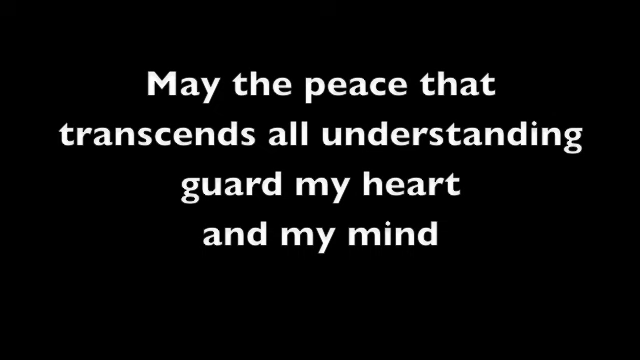 May the peace that
transcends all understanding
guard my heart
and my mind